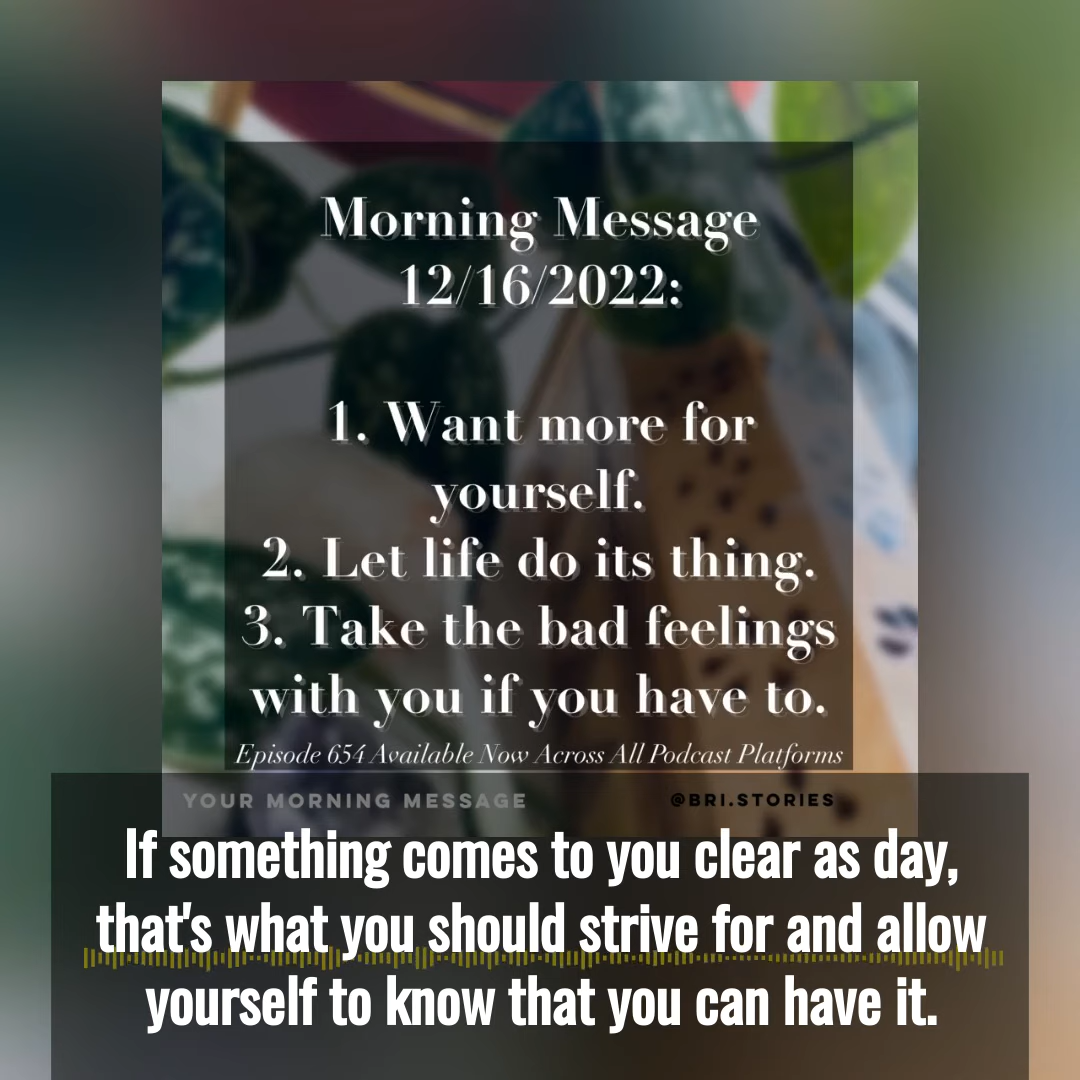 Morning Message
12/16/2022:
1. Want more for
yourself.
2. Let life do its thing.
3. Take the bad feelings
with you if you have to.
Episode 654 Available Now Across All Podcast Platforms
YOUR MORNING MESSAGE
@BRI.STORIES
If something comes to you clear as day,
that's what you should strive for and allow
yourself to know that you can have it.